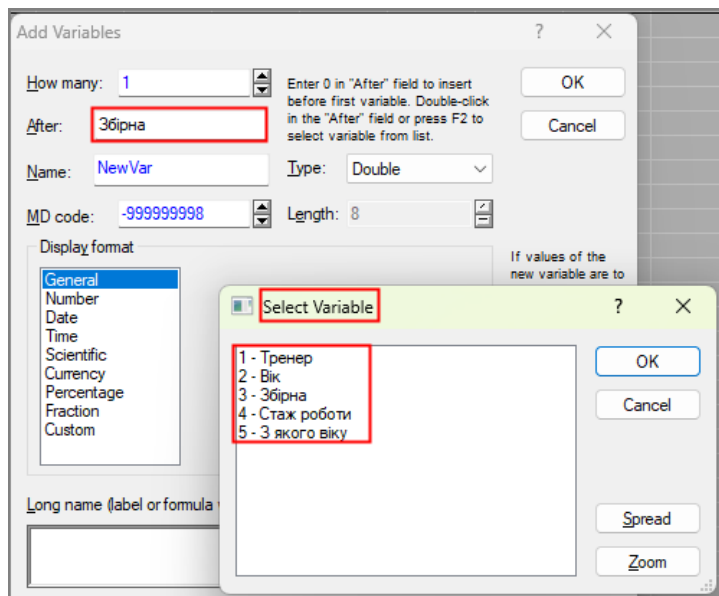 Add Variables
?
How many: 1
Enter 0 in "After" field to insert
before first variable. Double-click
in the "After" field or press F2 to
select variable from list.
OK
After: Збірна
Cancel
Name: NewVar
Type: Double
MD code: -999999998
Length: 8
Display format
General
Number
Date
Time
Scientific
Currency
Percentage
Fraction
Custom
If values of the
new variable are to
Long name (label or formula
Select Variable
?
1 - Тренер
2 - Вік
3 - Збірна
4 - Стаж роботи
5 - З якого віку
OK
Cancel
Spread
Zoom